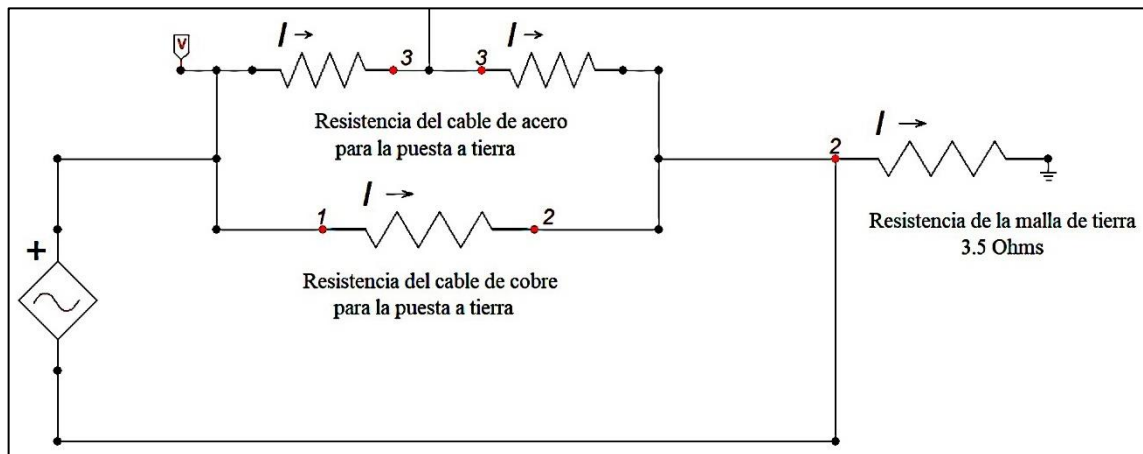 V
I →
3
3
I →
Resistencia del cable de acero
para la puesta a tierra
I →
2
I →
1
2
Resistencia de la malla de tierra
3.5 Ohms
+
Resistencia del cable de cobre
para la puesta a tierra